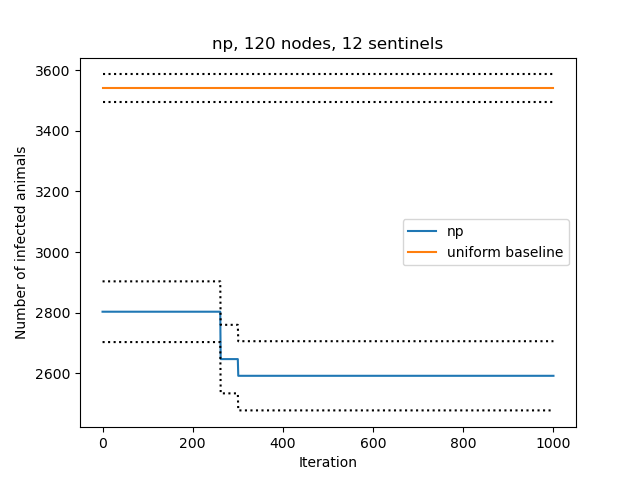 np, 120 nodes, 12 sentinels
3600
3400
3200
3000
2800
2600
Number of infected animals
np
uniform baseline
0
200
400
600
800
1000
Iteration